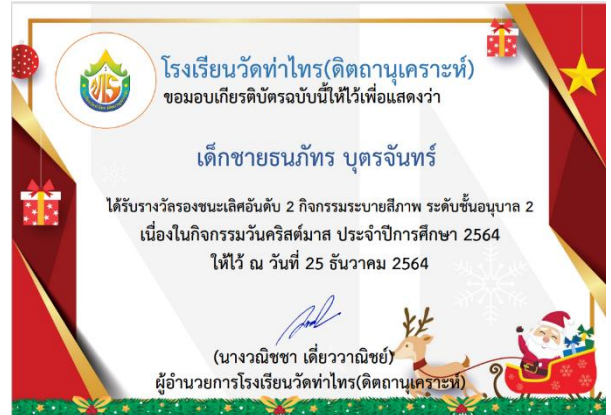 โรงเรียนวัดท่าไทร(ดิตถานุเคราะห์)
ขอมอบเกียรติบัตรฉบับนี้ให้ไว้เพื่อแสดงว่า
เด็กชายธนภัทร บุตรจันทร์
ได้รับรางวัลรองชนะเลิศอันดับ 2 กิจกรรมระบายสีภาพ ระดับชั้นอนุบาล 2
เนื่องในกิจกรรมวันคริสต์มาส ประจำปีการศึกษา 2564
ให้ไว้ ณ วันที่ 25 ธันวาคม 2564
(นางวณิชชา เดี่ยววาณิชย์)
ผู้อำนวยการโรงเรียนวัดท่าไทร(ดิตถานุเคราะห์)